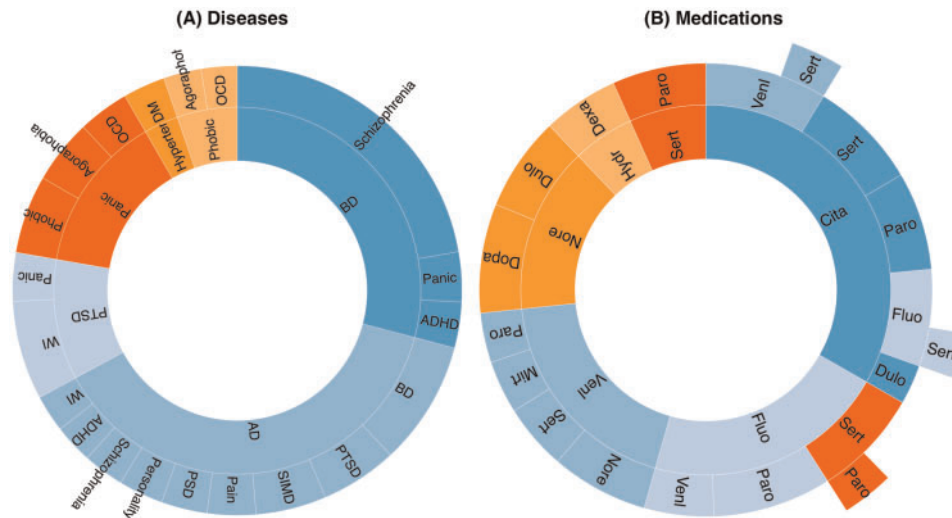 (A) Diseases
Schizophrenia
BD
Panic
ADHD
BD
AD
PTSD
SIMD
Pain
PSD
Personality
Schizophrenia
ADHD
WI
PTSD
WI
Panic
Panic
Phobic
Agoraphobia
OCD
Hyperter
DM
Phobic
Agoraphob
OCD
(B) Medications
Venl
Sert
Cita
Sert
Paro
Fluo
Sert
Dulo
Fluo
Sert
Paro
Paro
Venl
Venl
Nore
Sert
Mirt
Paro
Nore
Dopa
Dulo
Hydr
Dexa
Sert
Paro